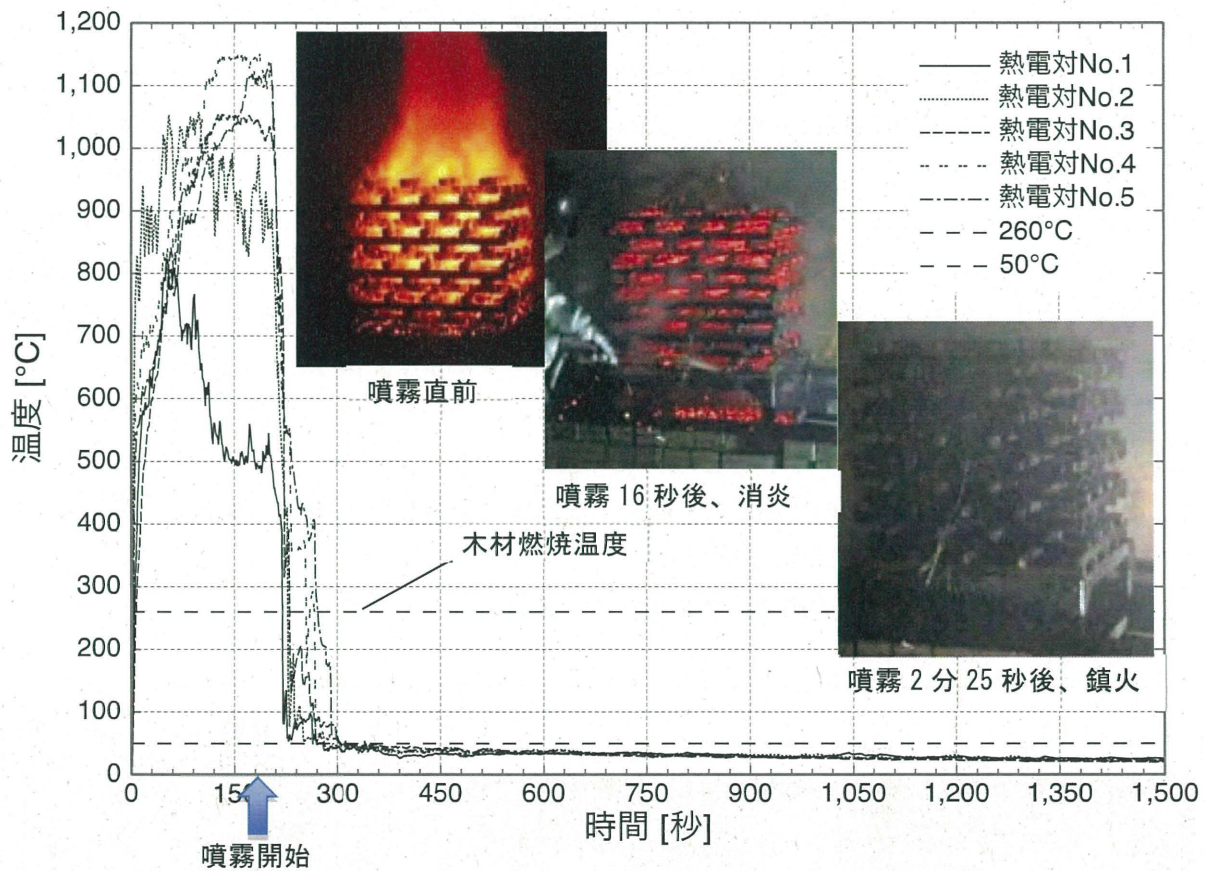 1,200
1,100
1,000
900
800
700
600
500
400
300
200
100
0
温度 [°C]
熱電対No.1
熱電対No.2
熱電対No.3
熱電対No.4
熱電対No.5
260°C
50°C
噴霧直前
噴霧 16 秒後、消炎
木材燃焼温度
噴霧 2 分 25 秒後、鎮火
0 150 300 450 600 750 900 1,050 1,200 1,350 1,500
時間 [秒]
噴霧開始